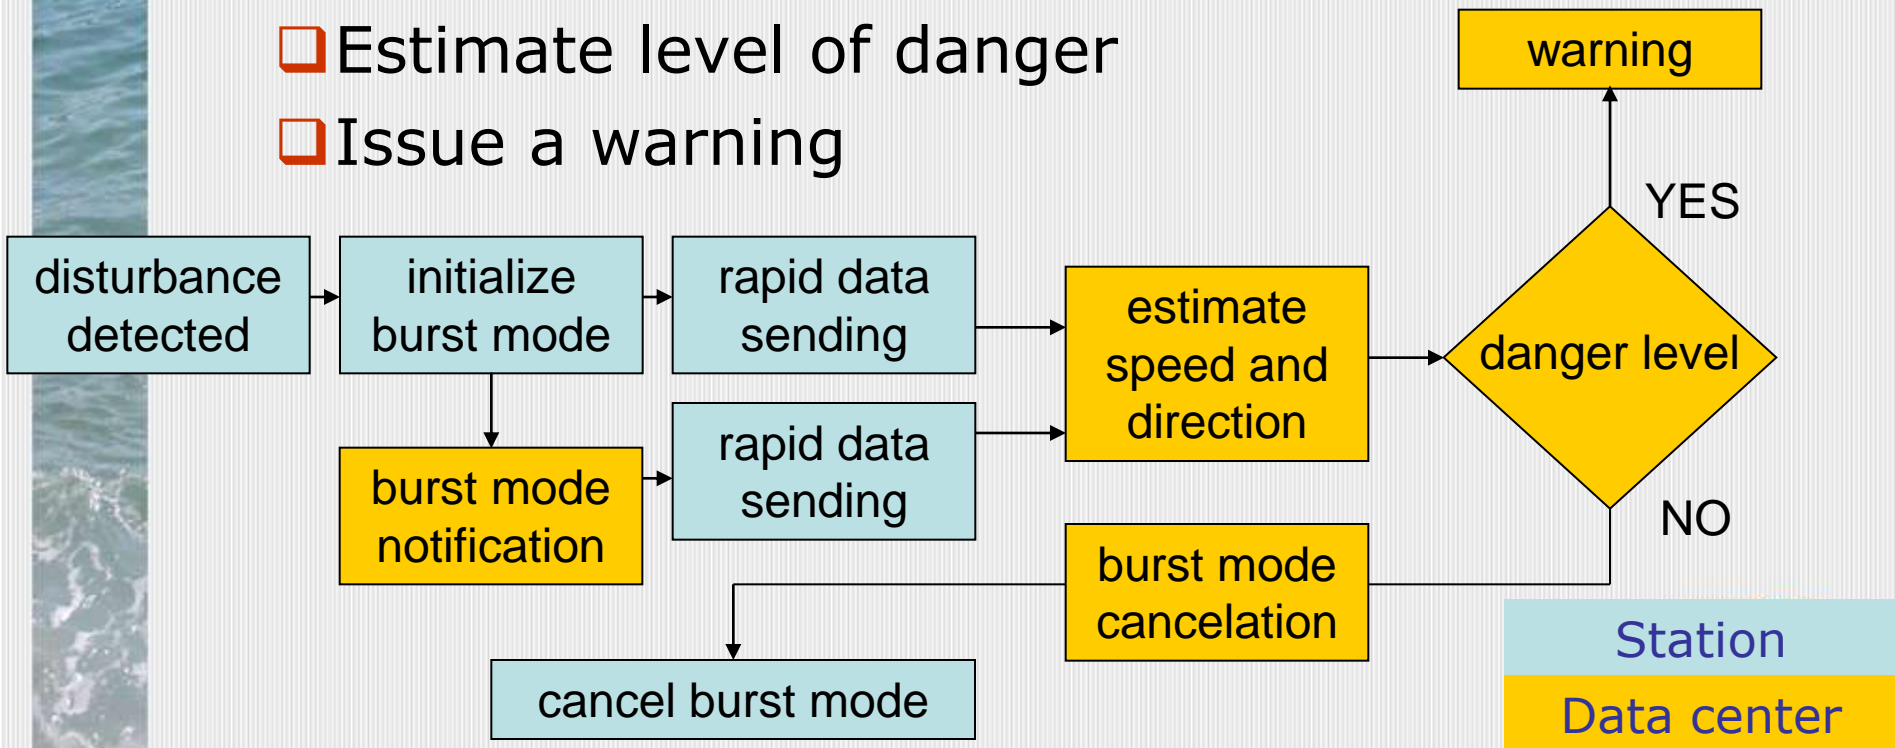 Estimate level of danger
Issue a warning
warning
YES
disturbance
detected
initialize
burst mode
rapid data
sending
estimate
speed and
direction
danger level
burst mode
notification
rapid data
sending
NO
burst mode
cancelation
cancel burst mode
Station
Data center